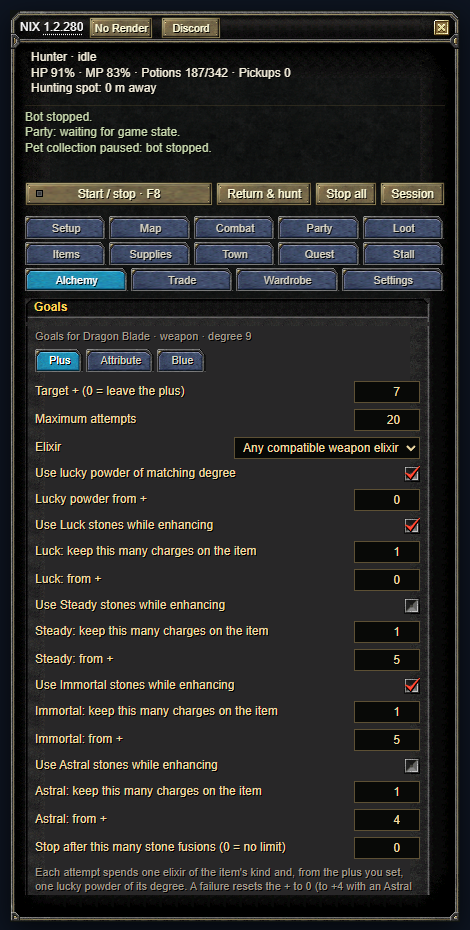 NIX 1.2.280 No Render Discord
Hunter · idle
HP 91% · MP 83% · Potions 187/342 · Pickups 0
Hunting spot: 0 m away
Bot stopped.
Party: waiting for game state.
Pet collection paused: bot stopped.
Start / stop · F8 Return & hunt Stop all Session
Setup Map Combat Party Loot
Items Supplies Town Quest Stall
Alchemy Trade Wardrobe Settings
Goals
Goals for Dragon Blade · weapon · degree 9
Plus Attribute Blue
Target + (0 = leave the plus) 7
Maximum attempts 20
Elixir Any compatible weapon elixir
Use lucky powder of matching degree
Lucky powder from + 0
Use Luck stones while enhancing
Luck: keep this many charges on the item 1
Luck: from + 0
Use Steady stones while enhancing
Steady: keep this many charges on the item 1
Steady: from + 5
Use Immortal stones while enhancing
Immortal: keep this many charges on the item 1
Immortal: from + 5
Use Astral stones while enhancing
Astral: keep this many charges on the item 1
Astral: from + 4
Stop after this many stone fusions (0 = no limit) 0
Each attempt spends one elixir of the item's kind and, from the plus you set,
one lucky powder of its degree. A failure resets the + to 0 (to +4 with an Astral